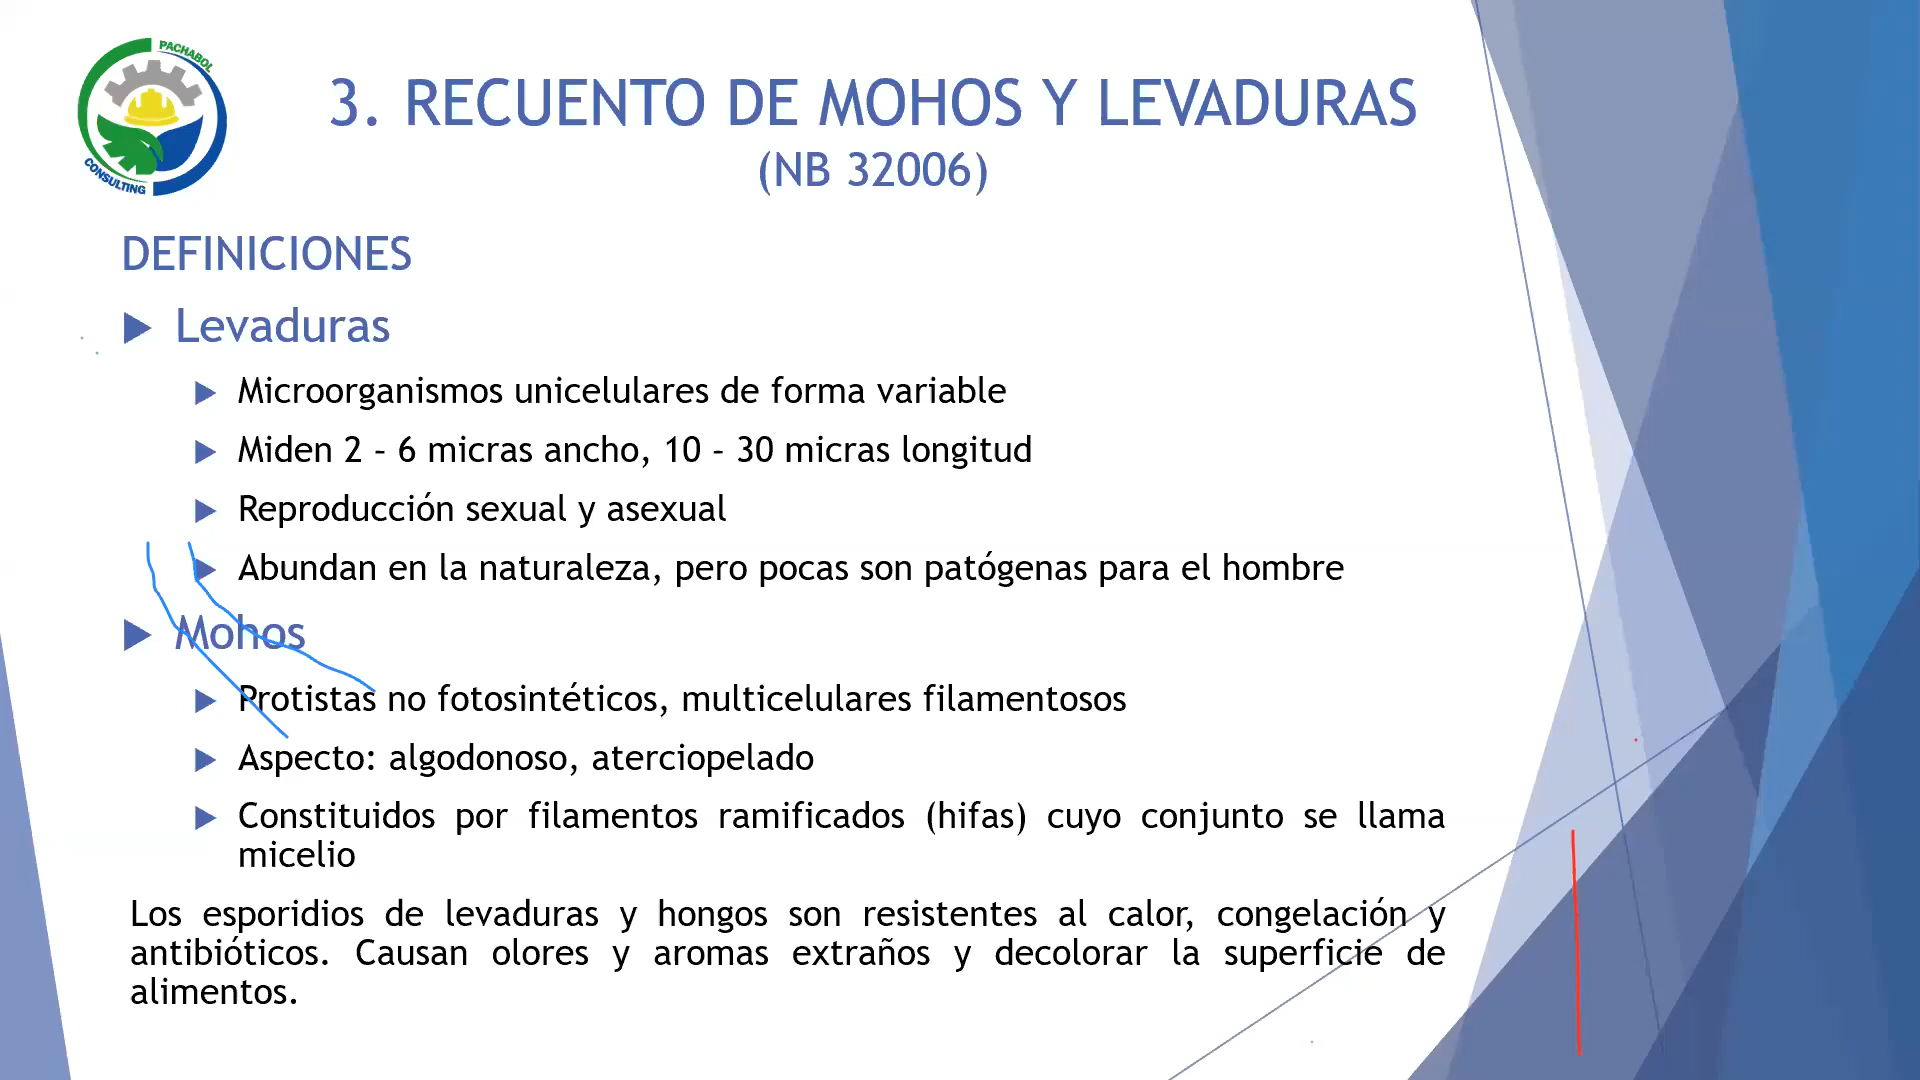 PACHABOL
CONSULTING
3. RECUENTO DE MOHOS Y LEVADURAS
(NB 32006)
DEFINICIONES
Levaduras
Microorganismos unicelulares de forma variable
Miden 2 - 6 micras ancho, 10 - 30 micras longitud
Reproducción sexual y asexual
Abundan en la naturaleza, pero pocas son patógenas para el hombre
Mohos
Protistas no fotosintéticos, multicelulares filamentosos
Aspecto: algodonoso, aterciopelado
Constituidos por filamentos ramificados (hifas) cuyo conjunto se llama
micelio
Los esporidios de levaduras y hongos son resistentes al calor, congelación y
antibióticos. Causan olores y aromas extraños y decolorar la superficie de
alimentos.